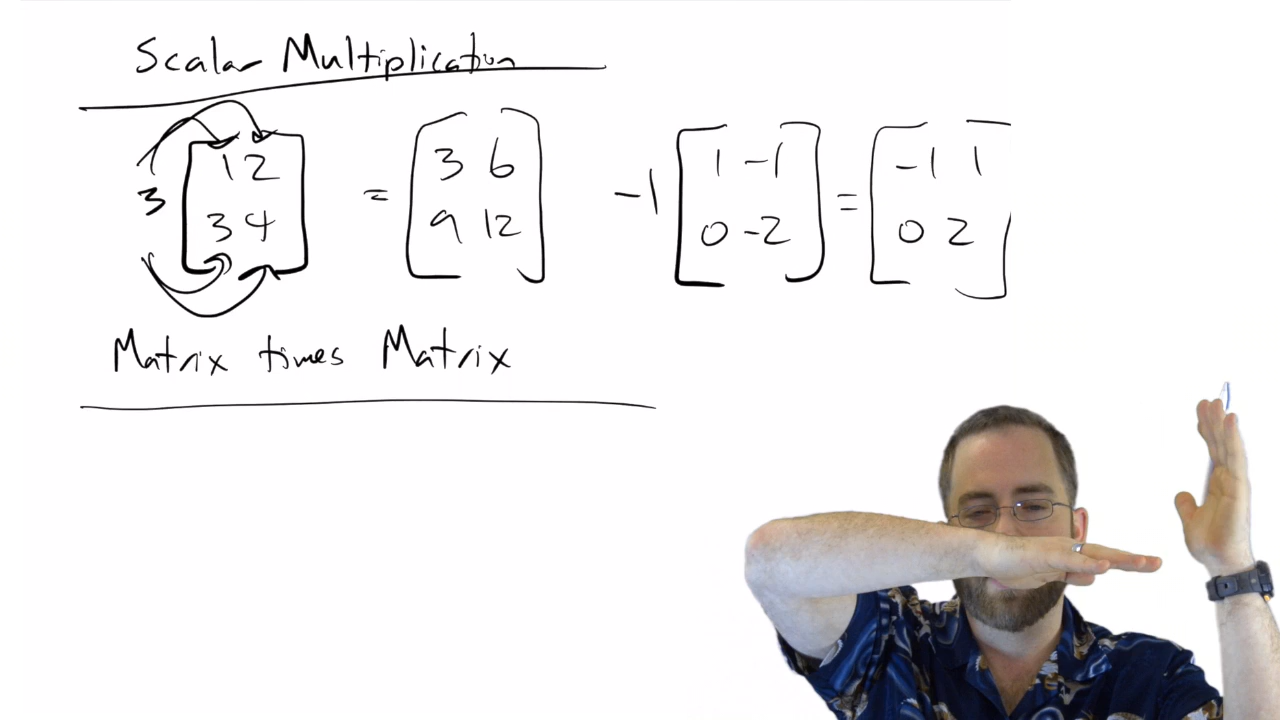 Scalar Multiplication
3 [1 2 = [3 6 -1 [1 -1 = [-1 1
3 4] 9 12] 0 -2] 0 2]
Matrix times Matrix